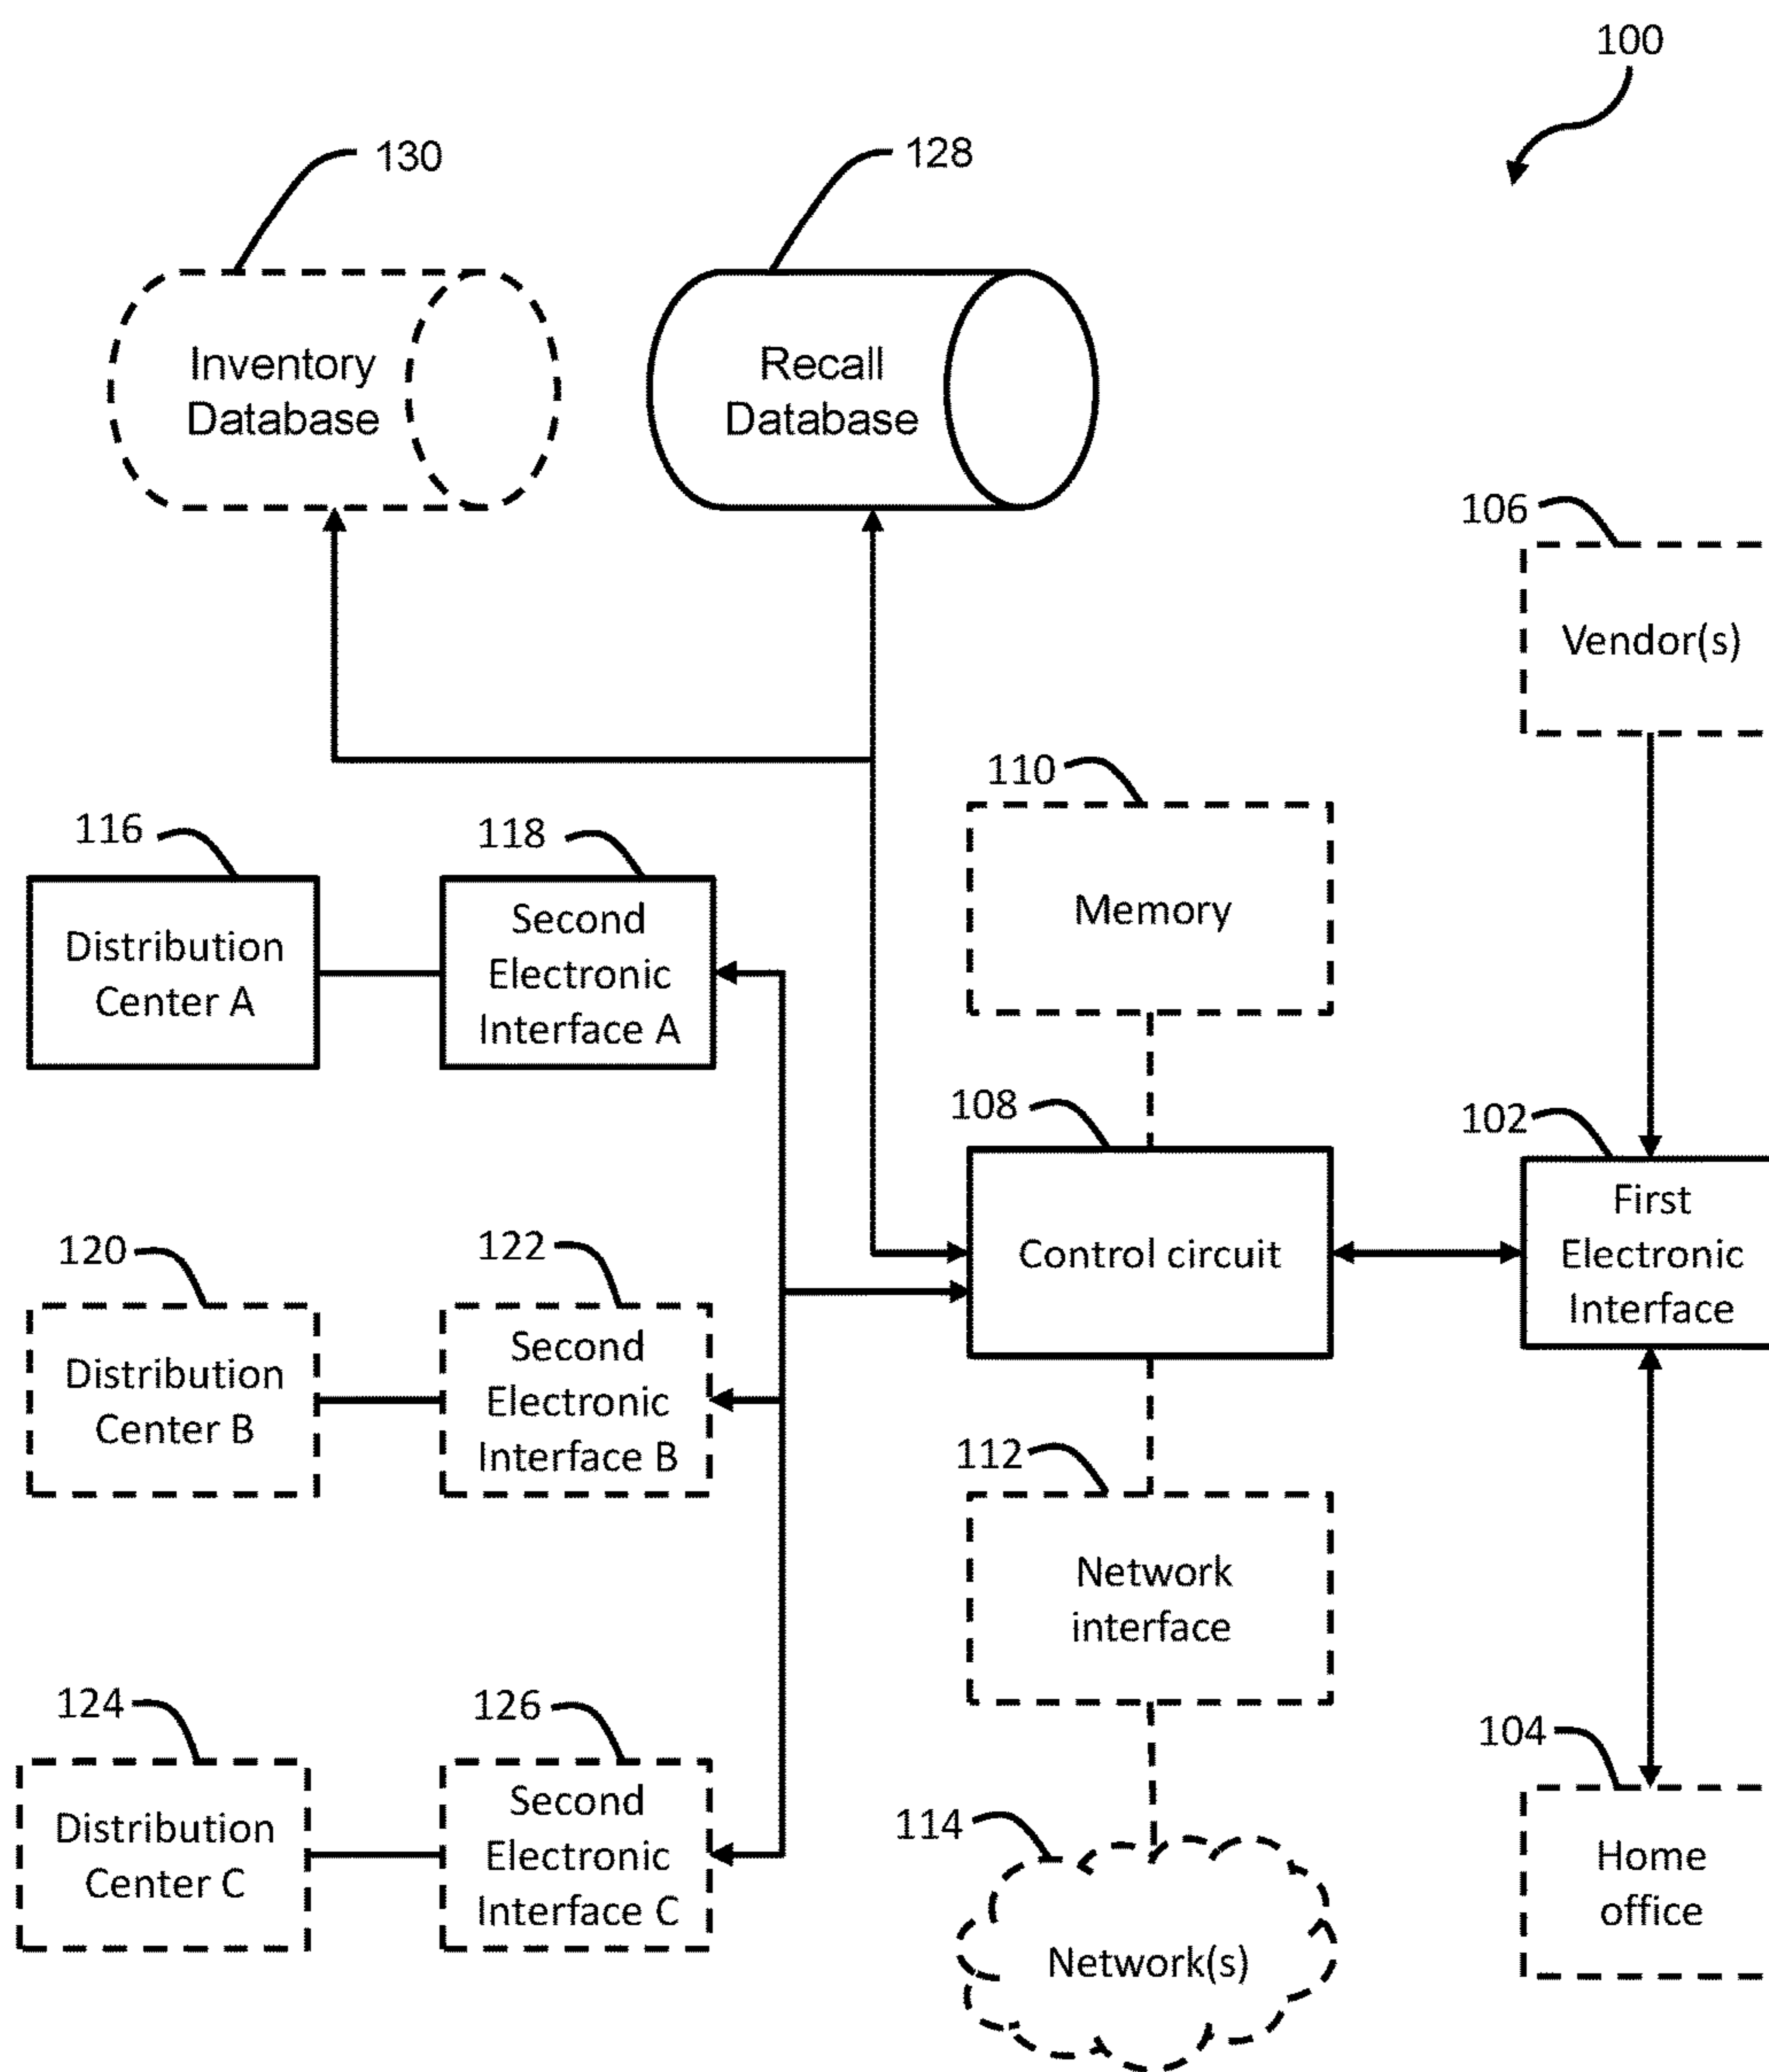 100
130
128
Inventory
Database
Recall
Database
106
Vendor(s)
110
Memory
116
118
Distribution
Center A
Second
Electronic
Interface A
108
102
Control circuit
First
Electronic
Interface
120
122
Distribution
Center B
Second
Electronic
Interface B
112
Network
interface
124
126
104
Distribution
Center C
Second
Electronic
Interface C
114
Network(s)
Home
office